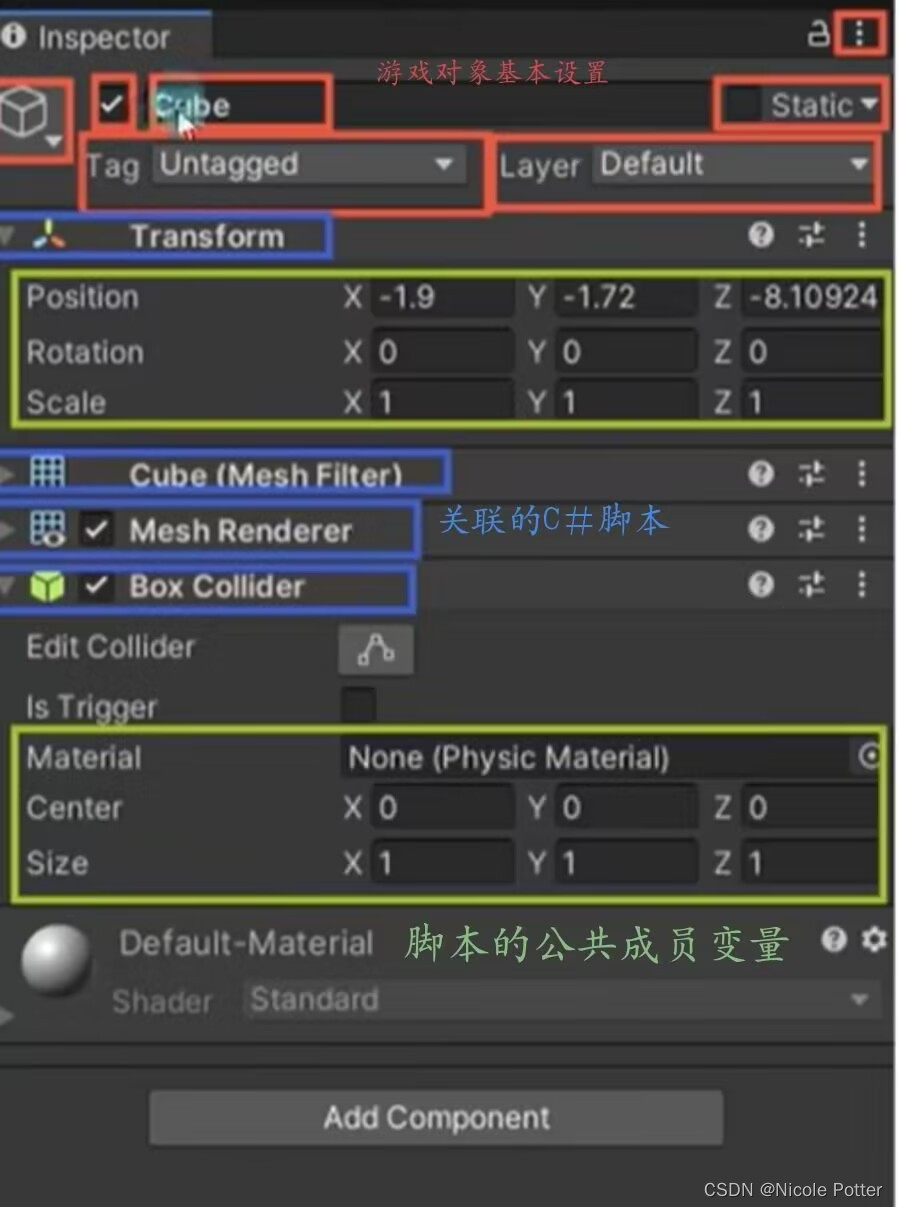 Inspector
游戏对象基本设置
Cube Static
Tag Untagged Layer Default
Transform
Position X -1.9 Y -1.72 Z -8.10924
Rotation X 0 Y 0 Z 0
Scale X 1 Y 1 Z 1
Cube (Mesh Filter)
关联的C#脚本
Mesh Renderer
Box Collider
Edit Collider
Is Trigger
Material None (Physic Material)
Center X 0 Y 0 Z 0
Size X 1 Y 1 Z 1
Default-Material 脚本的公共成员变量
Shader Standard
Add Component
CSDN @Nicole Potter